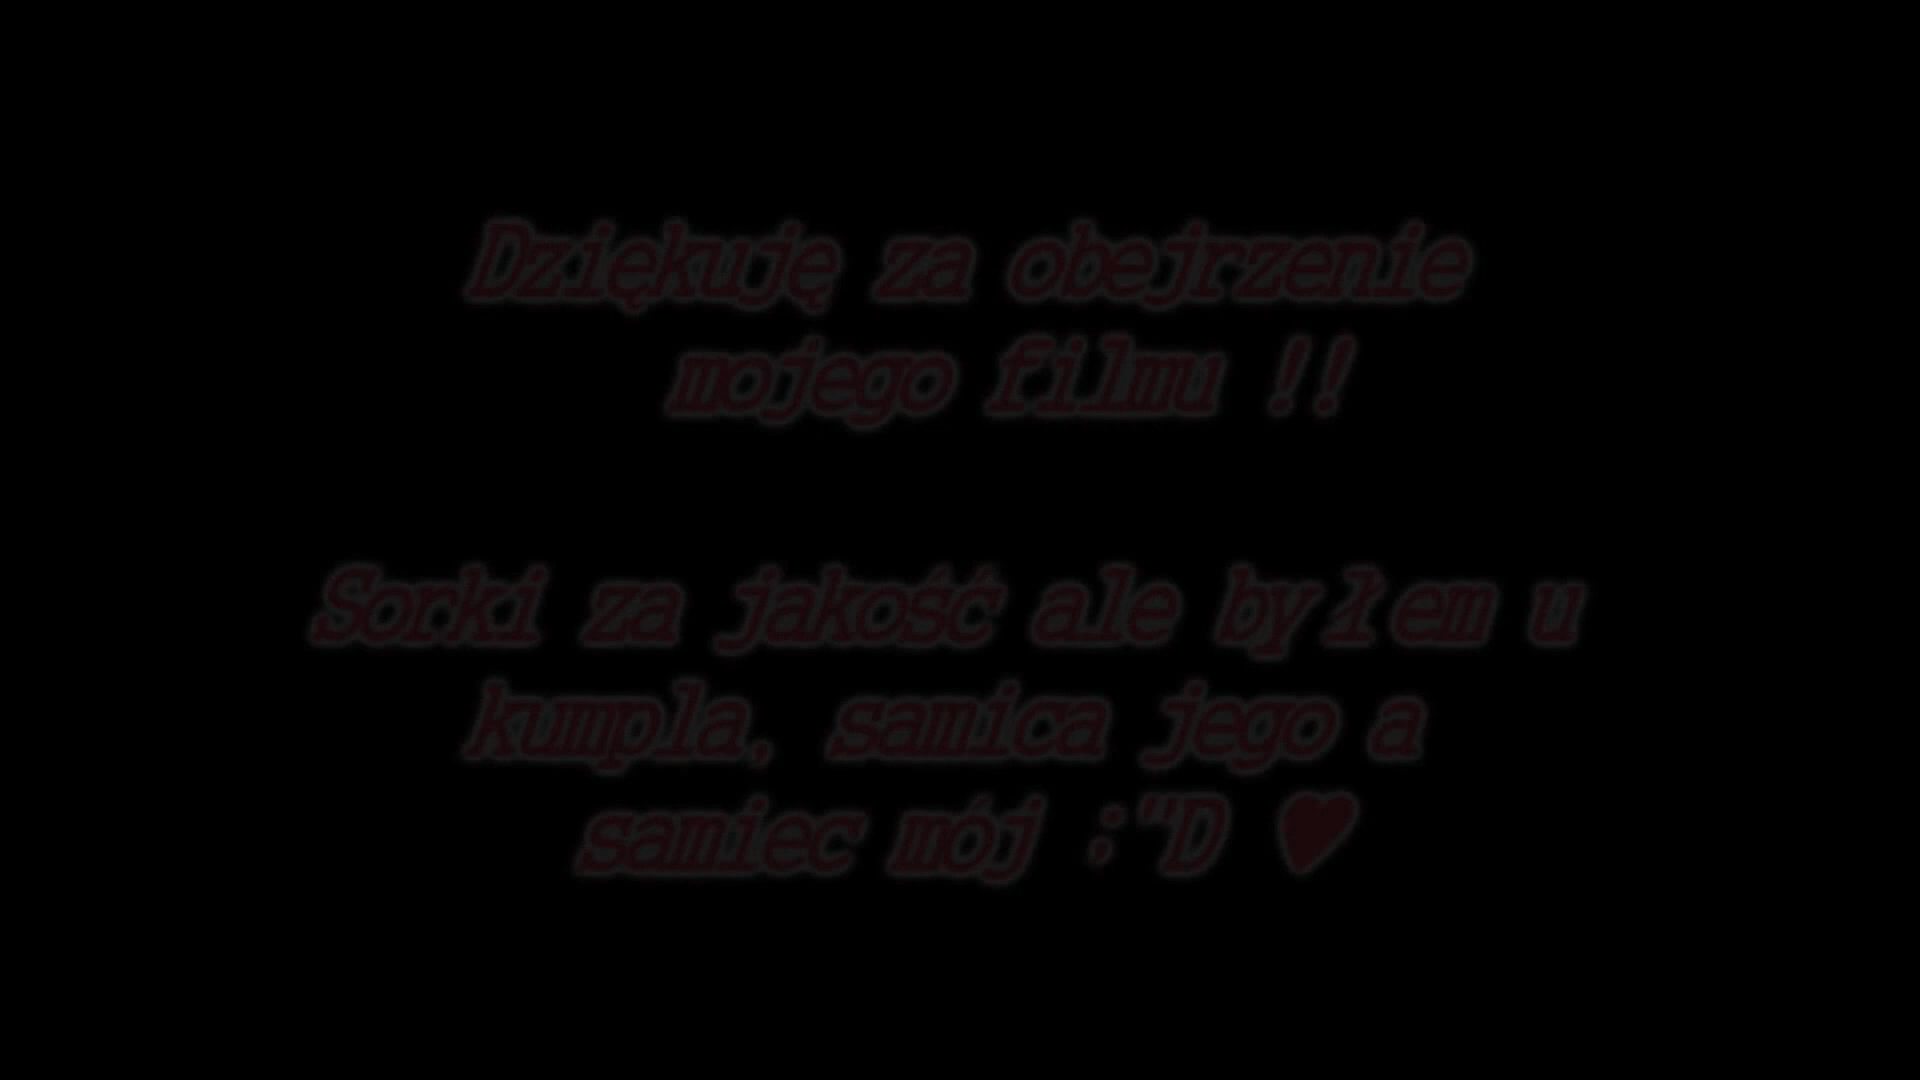 Dziękuję za obejrzenie
mojego filmu !!
Sorki za jakość ale byłem u
kumpla, samica jego a
samiec mój ;"D ♥